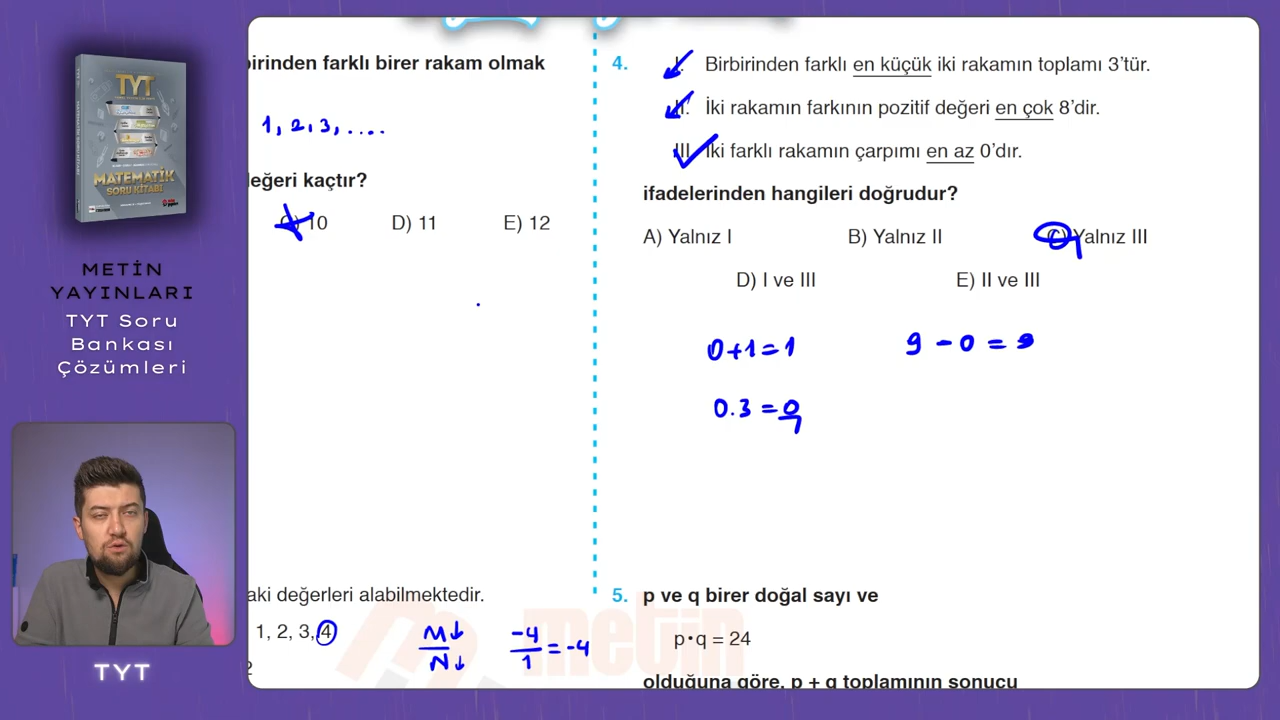 TYT
MATEMATİK
SORU KİTABI
METİN
YAYINLARI
TYT Soru
Bankası
Çözümleri
TYT
birinden farklı birer rakam olmak
1, 2, 3, ....
eğeri kaçtır?
C) 10 D) 11 E) 12
aki değerleri alabilmektedir.
1, 2, 3, 4
M↓
N↓
-4
1
= -4
4.
I. Birbirinden farklı en küçük iki rakamın toplamı 3'tür.
II. İki rakamın farkının pozitif değeri en çok 8'dir.
III. İki farklı rakamın çarpımı en az 0'dır.
ifadelerinden hangileri doğrudur?
A) Yalnız I B) Yalnız II C) Yalnız III
D) I ve III E) II ve III
0+1=1 9-0=9
0.3=0
5. p ve q birer doğal sayı ve
p•q = 24
olduğuna göre, p + q toplamının sonucu
metin